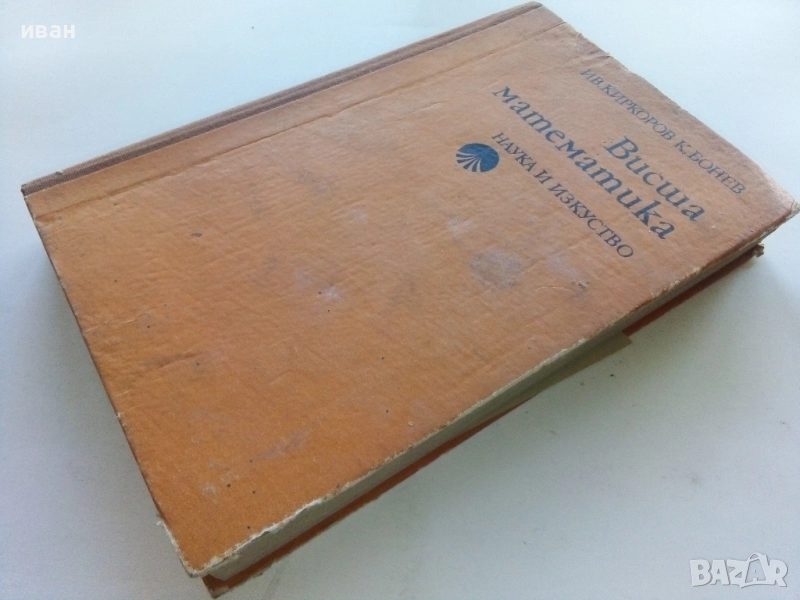 иван
ИВ. КИРКОРОВ К. БОНЕВ
Висша
математика
НАУКА И ИЗКУСТВО
BAZAR